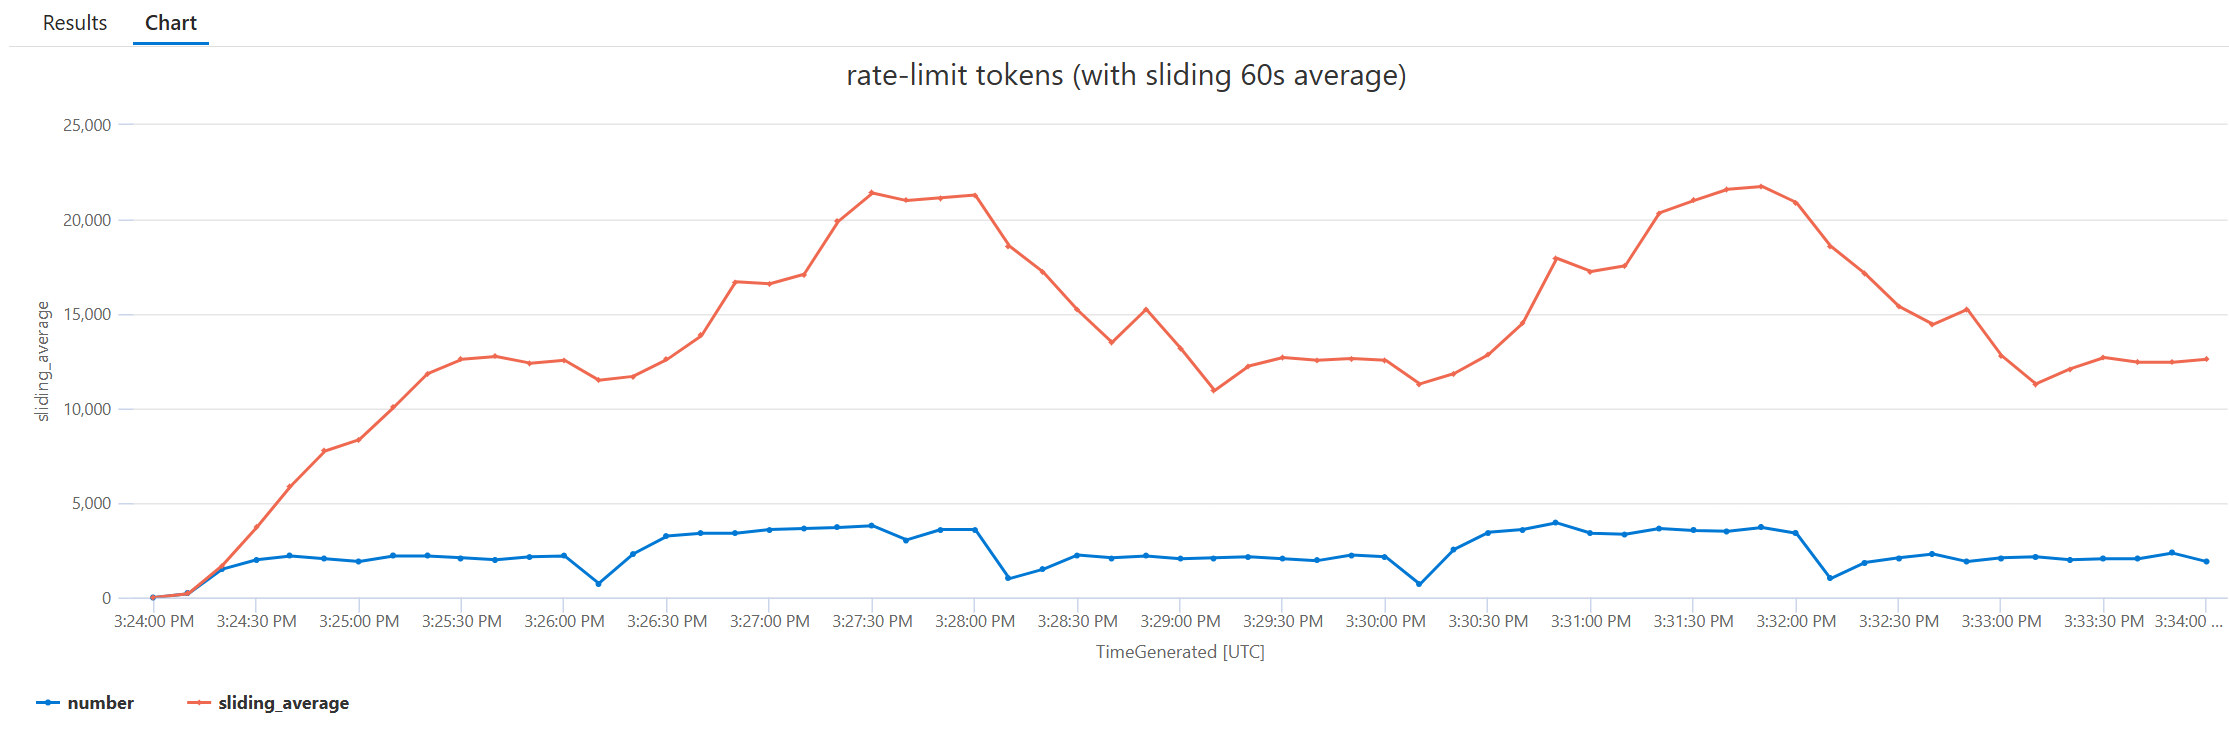 Results Chart
rate-limit tokens (with sliding 60s average)
25,000
20,000
15,000
10,000
5,000
0
sliding_average
3:24:00 PM 3:24:30 PM 3:25:00 PM 3:25:30 PM 3:26:00 PM 3:26:30 PM 3:27:00 PM 3:27:30 PM 3:28:00 PM 3:28:30 PM 3:29:00 PM 3:29:30 PM 3:30:00 PM 3:30:30 PM 3:31:00 PM 3:31:30 PM 3:32:00 PM 3:32:30 PM 3:33:00 PM 3:33:30 PM 3:34:00 ...
TimeGenerated [UTC]
number sliding_average